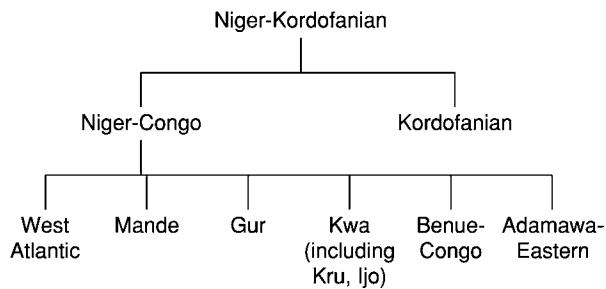 Niger-Kordofanian
Niger-Congo
Kordofanian
West
Atlantic
Mande
Gur
Kwa
(including
Kru, Ijo)
Benue-
Congo
Adamawa-
Eastern